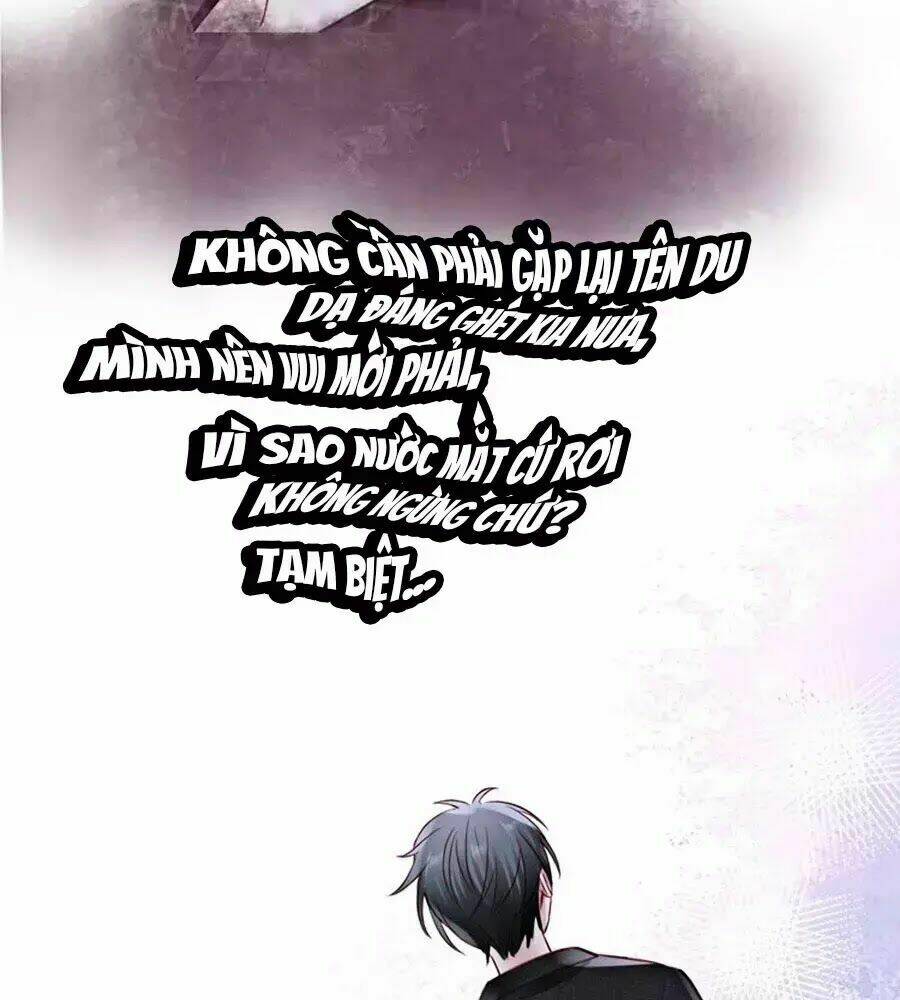 KHÔNG CẦN PHẢI GẶP LẠI TÊN DU
DẠ ĐÁNG GHÉT KIA NỮA,
MÌNH NÊN VUI MỚI PHẢI,
VÌ SAO NƯỚC MẮT CỨ RƠI
KHÔNG NGỪNG CHỨ?
TẠM BIỆT...